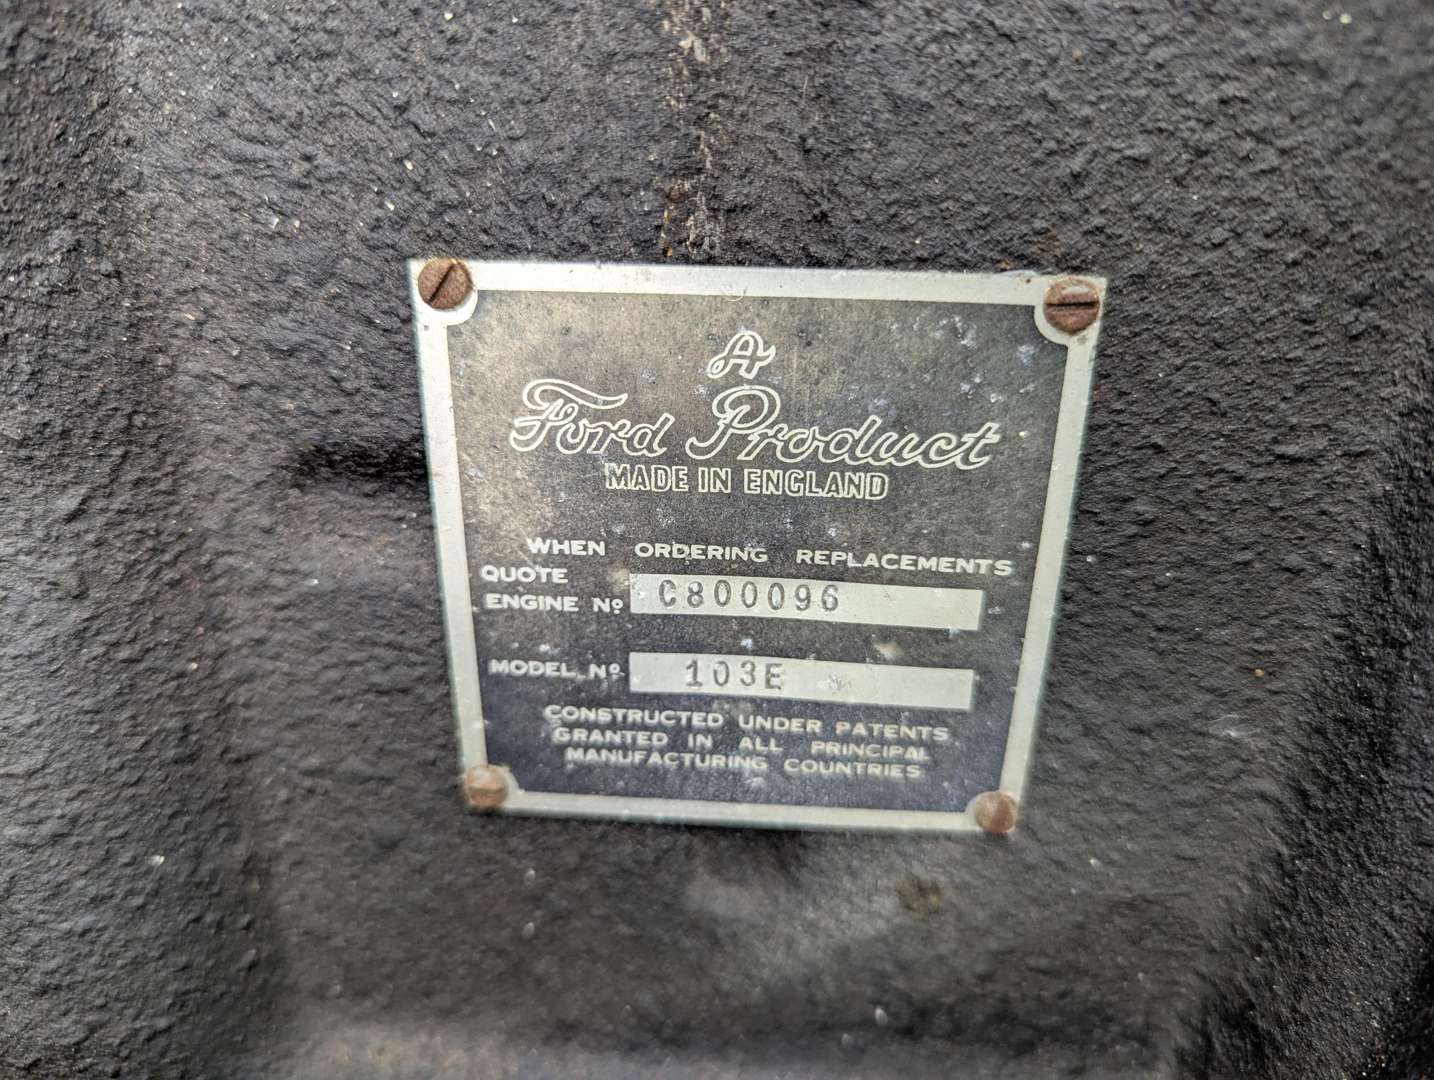 A
Ford Product
MADE IN ENGLAND
WHEN ORDERING REPLACEMENTS
QUOTE
ENGINE Nº C800096
MODEL Nº 103E
CONSTRUCTED UNDER PATENTS
GRANTED IN ALL PRINCIPAL
MANUFACTURING COUNTRIES